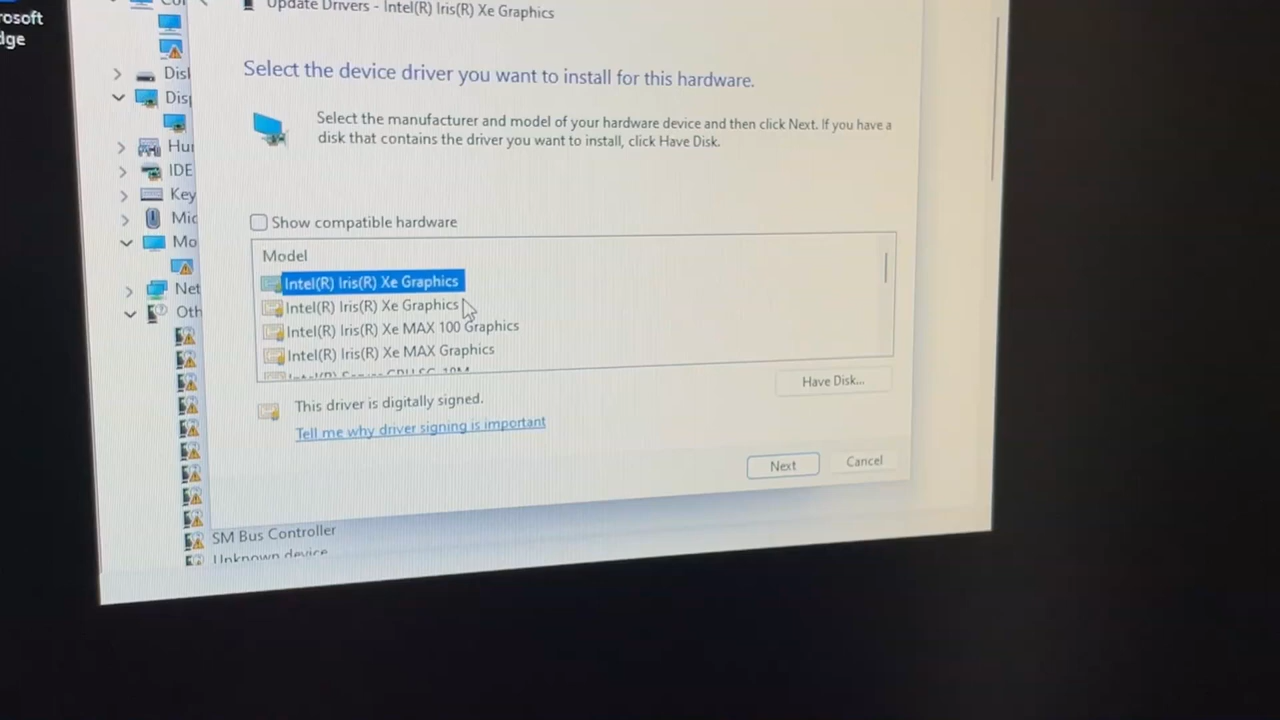 Update Drivers - Intel(R) Iris(R) Xe Graphics
Select the device driver you want to install for this hardware.
Select the manufacturer and model of your hardware device and then click Next. If you have a
disk that contains the driver you want to install, click Have Disk.
Show compatible hardware
Model
Intel(R) Iris(R) Xe Graphics
Intel(R) Iris(R) Xe Graphics
Intel(R) Iris(R) Xe MAX 100 Graphics
Intel(R) Iris(R) Xe MAX Graphics
Have Disk...
This driver is digitally signed.
Tell me why driver signing is important
Next
Cancel
rosoft
dge
Disk
Disp
Hu
IDE
Key
Mic
Mo
Net
Oth
SM Bus Controller
Unknown device